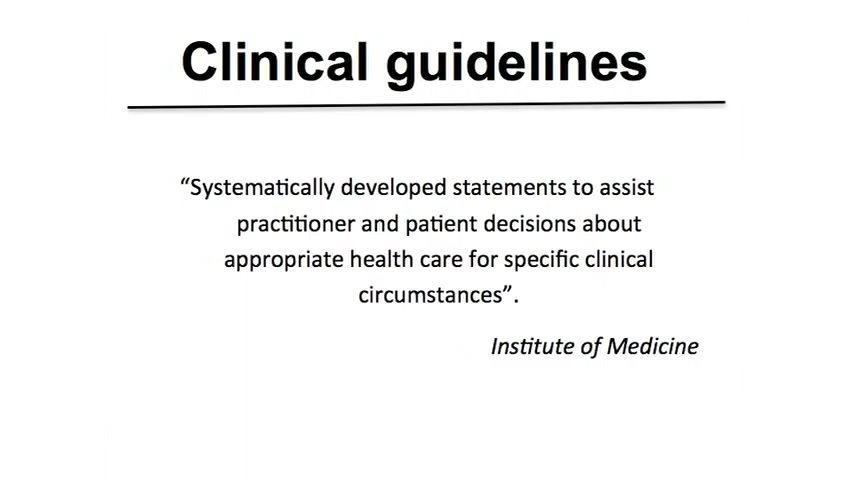 Clinical guidelines
“Systematically developed statements to assist
practitioner and patient decisions about
appropriate health care for specific clinical
circumstances”.
Institute of Medicine